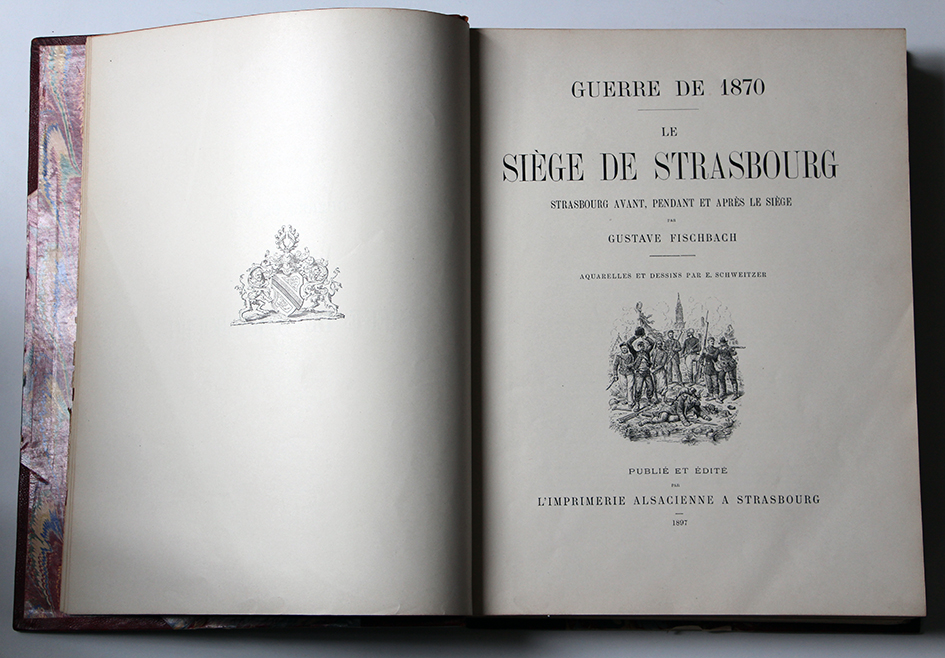 GUERRE DE 1870
LE
SIÈGE DE STRASBOURG
STRASBOURG AVANT, PENDANT ET APRÈS LE SIÈGE
PAR
GUSTAVE FISCHBACH
AQUARELLES ET DESSINS PAR E. SCHWEITZER
PUBLIÉ ET ÉDITÉ
PAR
L'IMPRIMERIE ALSACIENNE A STRASBOURG
1897